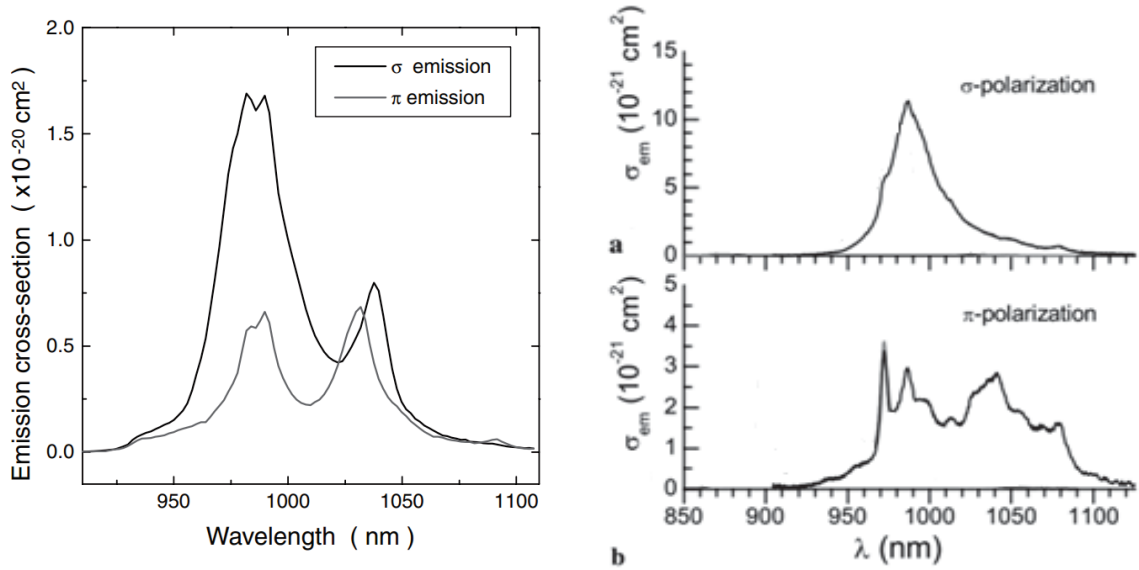 2.0
1.5
1.0
0.5
0.0
Emission cross-section ( x10⁻²⁰ cm²)
σ emission
π emission
950 1000 1050 1100
Wavelength ( nm )
σₑₘ (10⁻²¹ cm²)
15
10
5
0
σ-polarization
a
σₑₘ (10⁻²¹ cm²)
5
4
3
2
1
0
π-polarization
850 900 950 1000 1050 1100
λ (nm)
b